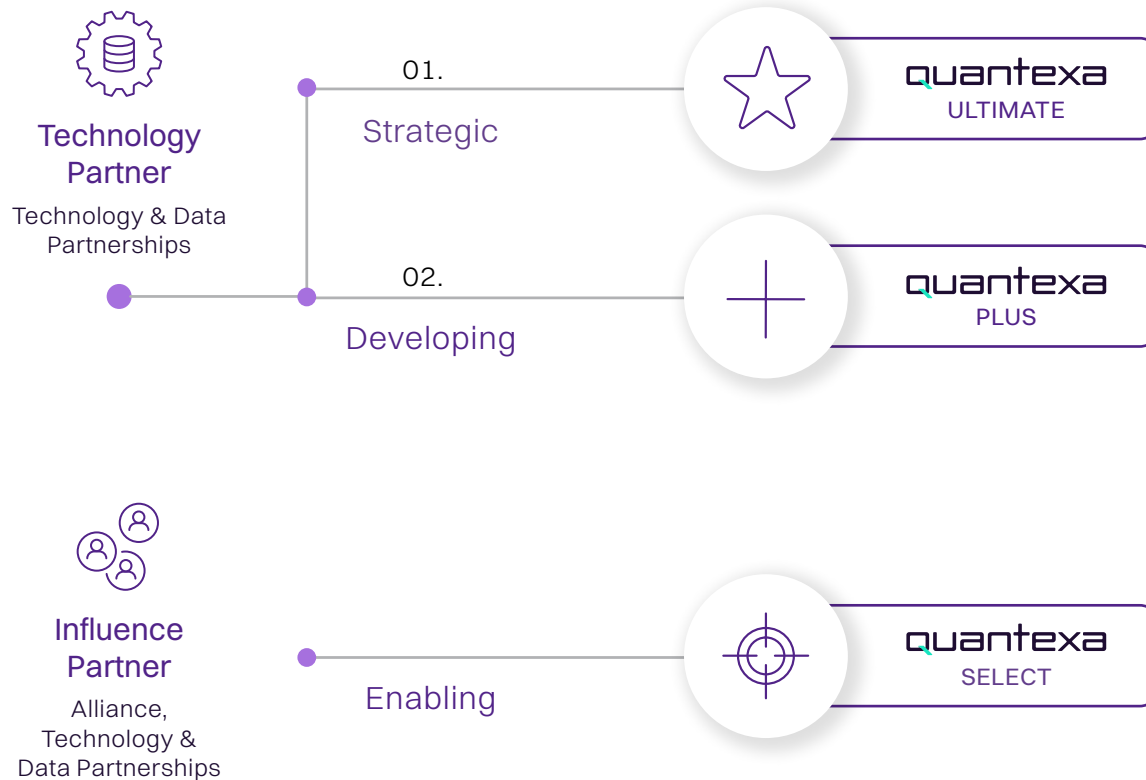 Technology
Partner
Technology & Data
Partnerships
01.
Strategic
quantexa
ULTIMATE
02.
Developing
quantexa
PLUS
Influence
Partner
Alliance,
Technology &
Data Partnerships
Enabling
quantexa
SELECT